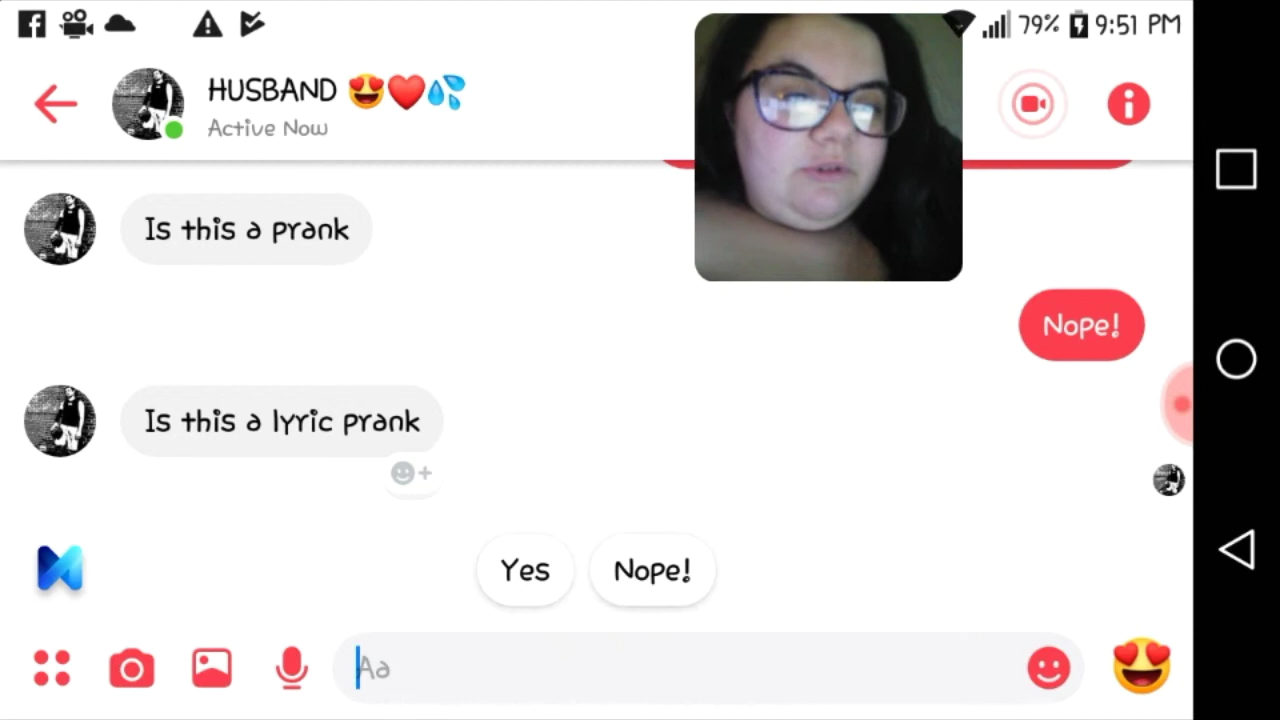 79% 9:51 PM
HUSBAND 😍❤️💦
Active Now
Is this a prank
Nope!
Is this a lyric prank
Yes Nope!
Aa